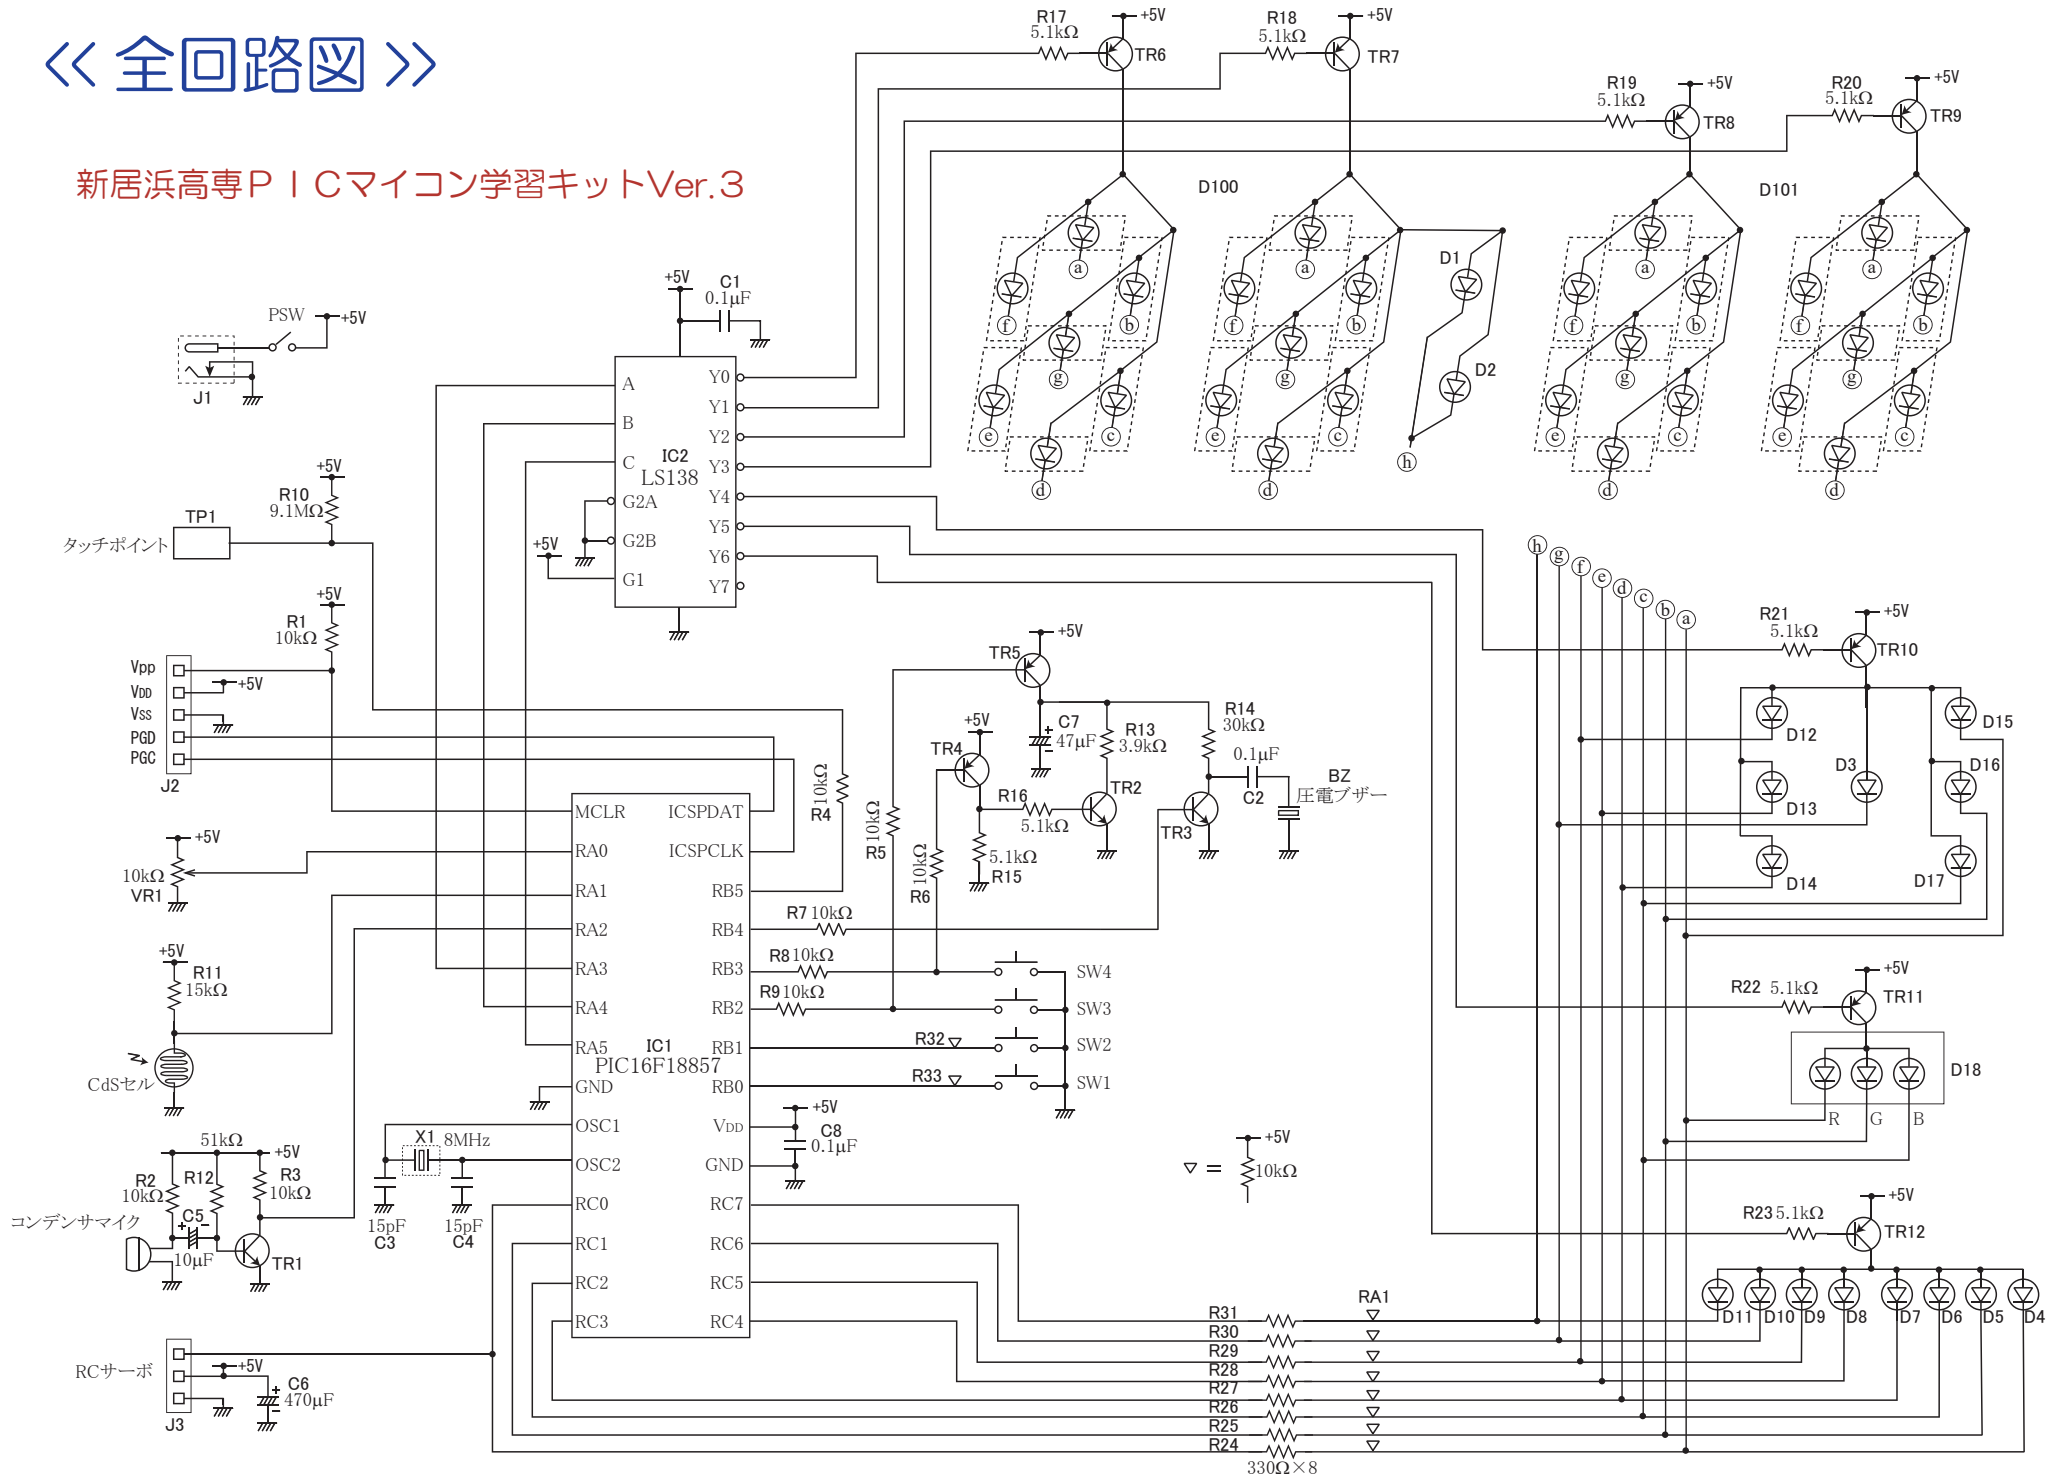 ≪ 全回路図 ≫
新居浜高専ＰＩＣマイコン学習キットVer.3
R17
5.1kΩ
+5V
TR6
R18
5.1kΩ
+5V
TR7
R19
5.1kΩ
+5V
TR8
R20
5.1kΩ
+5V
TR9
D100
D101
a
f
b
g
e
c
d
a
f
b
g
e
c
d
D1
D2
h
a
f
b
g
e
c
d
a
f
b
g
e
c
d
PSW
+5V
J1
+5V
C1
0.1μF
A
B
C
G2A
G2B
G1
IC2
LS138
Y0
Y1
Y2
Y3
Y4
Y5
Y6
Y7
+5V
+5V
R10
9.1MΩ
TP1
タッチポイント
+5V
R1
10kΩ
Vpp
VDD
+5V
VSS
PGD
PGC
J2
+5V
10kΩ
VR1
+5V
R11
15kΩ
CdSセル
51kΩ
+5V
R2
10kΩ
R12
R3
10kΩ
コンデンサマイク
C5
+
-
10μF
TR1
RCサーボ
+5V
C6
470μF
+
-
J3
MCLR
RA0
RA1
RA2
RA3
RA4
RA5
GND
OSC1
OSC2
RC0
RC1
RC2
RC3
IC1
PIC16F18857
ICSPDAT
ICSPCLK
RB5
RB4
RB3
RB2
RB1
RB0
VDD
GND
RC7
RC6
RC5
RC4
X1
8MHz
15pF
C3
15pF
C4
+5V
C8
0.1μF
10kΩ
R4
10kΩ
R5
10kΩ
R6
R7 10kΩ
R8 10kΩ
R9 10kΩ
R32
R33
SW4
SW3
SW2
SW1
+5V
TR5
+5V
TR4
C7
47μF
+
-
R13
3.9kΩ
R14
30kΩ
R16
5.1kΩ
TR2
5.1kΩ
R15
TR3
0.1μF
C2
BZ
圧電ブザー
▽ =
+5V
10kΩ
h
g
f
e
d
c
b
a
R21
5.1kΩ
+5V
TR10
D12
D15
D13
D3
D16
D14
D17
R22 5.1kΩ
+5V
TR11
D18
R
G
B
R23 5.1kΩ
+5V
TR12
D11
D10
D9
D8
D7
D6
D5
D4
RA1
R31
R30
R29
R28
R27
R26
R25
R24
330Ω×8